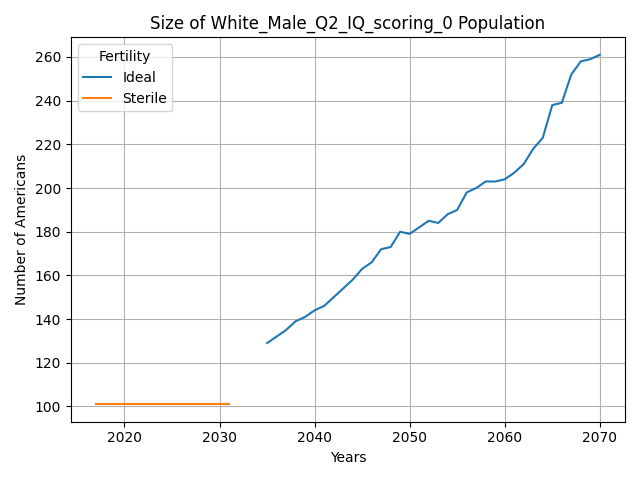 Size of White_Male_Q2_IQ_scoring_0 Population
Fertility
Ideal
Sterile
Number of Americans
260
240
220
200
180
160
140
120
100
2020 2030 2040 2050 2060 2070
Years